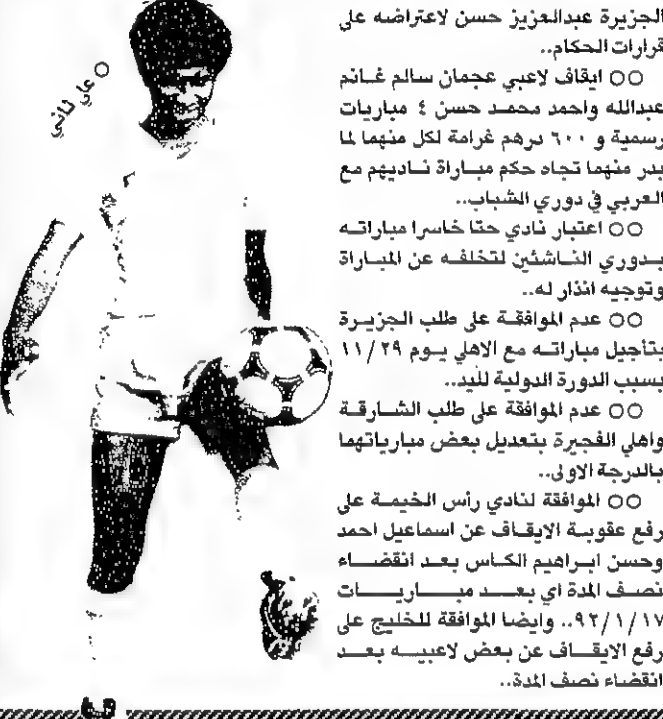 الجزيرة عبدالعزيز حسن لاعتراضه على
قرارات الحكام..
○○ ايقاف لاعبي عجمان سالم غانم
عبدالله واحمد محمد حسن ٤ مباريات
رسمية و ٦٠٠ درهم غرامة لكل منهما لما
بدر منهما تجاه حكم مباراة ناديهم مع
العربي في دوري الشباب..
○○ اعتبار نادي حتا خاسرا مباراته
بدوري الناشئين لتخلفه عن المباراة
وتوجيه انذار له..
○○ عدم الموافقة على طلب الجزيرة
بتأجيل مباراته مع الاهلي يوم ١١/٢٩
بسبب الدورة الدولية لليد..
○○ عدم الموافقة على طلب الشارقة
واهلي الفجيرة بتعديل بعض مبارياتهما
بالدرجة الاولى..
○○ الموافقة لنادي رأس الخيمة على
رفع عقوبة الايقاف عن اسماعيل احمد
وحسن ابراهيم الكاس بعد انقضاء
نصف المدة اي بعد مباريات
٩٢/١/١٧.. وايضا الموافقة للخليج على
رفع الايقاف عن بعض لاعبيه بعد
انقضاء نصف المدة..
○ علي ثاني